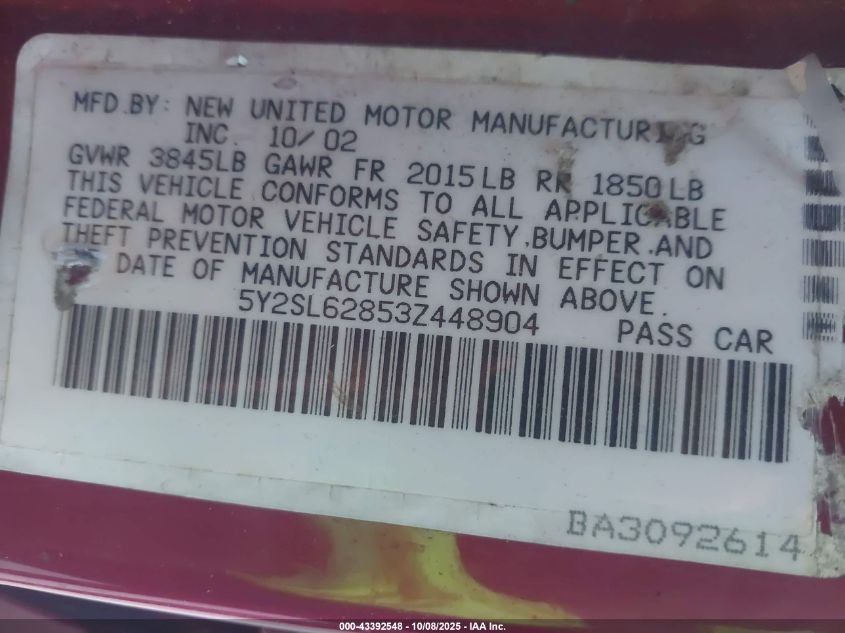 MFD.BY: NEW UNITED MOTOR MANUFACTURING
INC. 10/02
GVWR 3845LB GAWR FR 2015LB RR 1850LB
THIS VEHICLE CONFORMS TO ALL APPLICABLE
FEDERAL MOTOR VEHICLE SAFETY,BUMPER,AND
THEFT PREVENTION STANDARDS IN EFFECT ON
DATE OF MANUFACTURE SHOWN ABOVE.
5Y2SL62853Z448904 PASS CAR
BA3092614
000-43392548 | 10/08/2025 - IAA Inc.